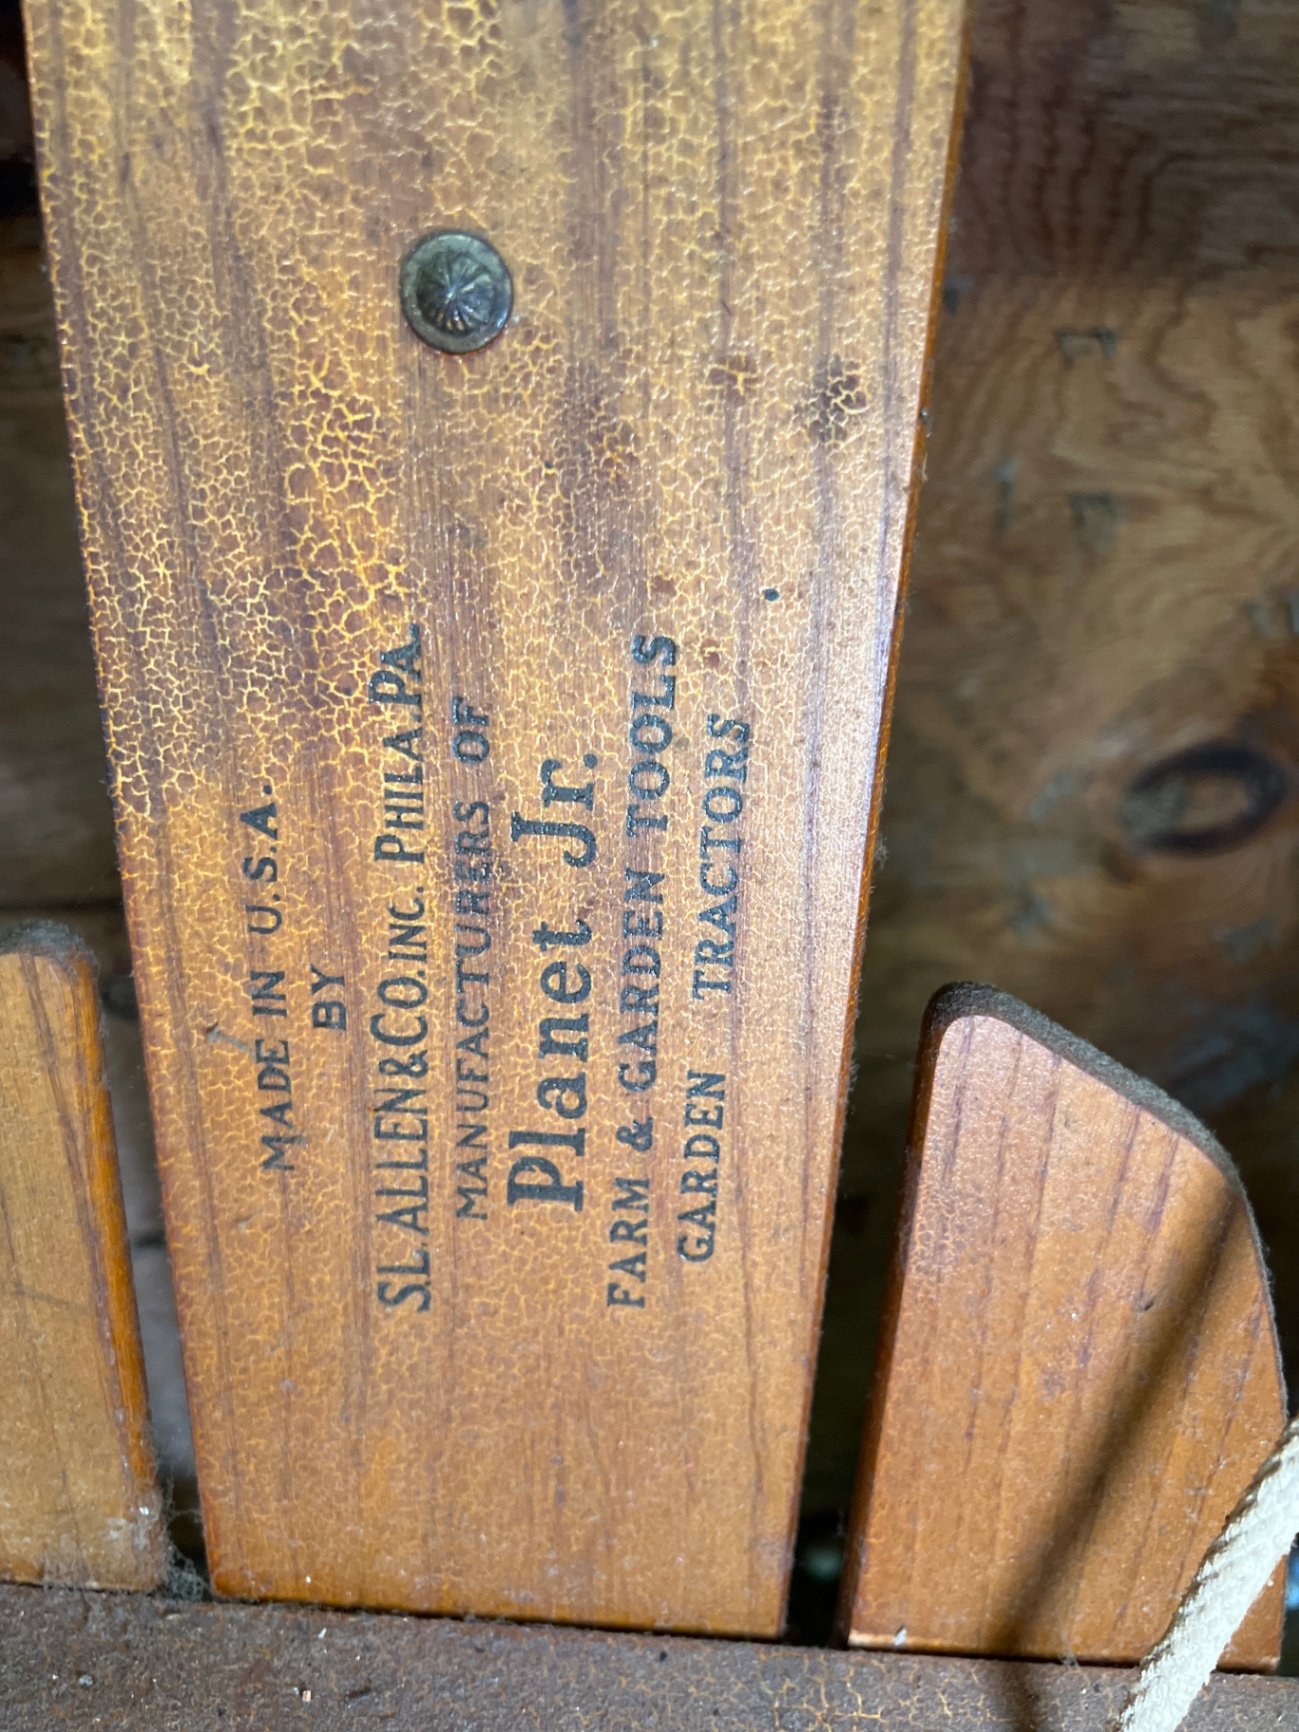 MADE IN U.S.A.
BY
S.L. ALLEN & CO. INC. PHILA. PA.
MANUFACTURERS OF
Planet Jr.
FARM & GARDEN TOOLS
GARDEN TRACTORS